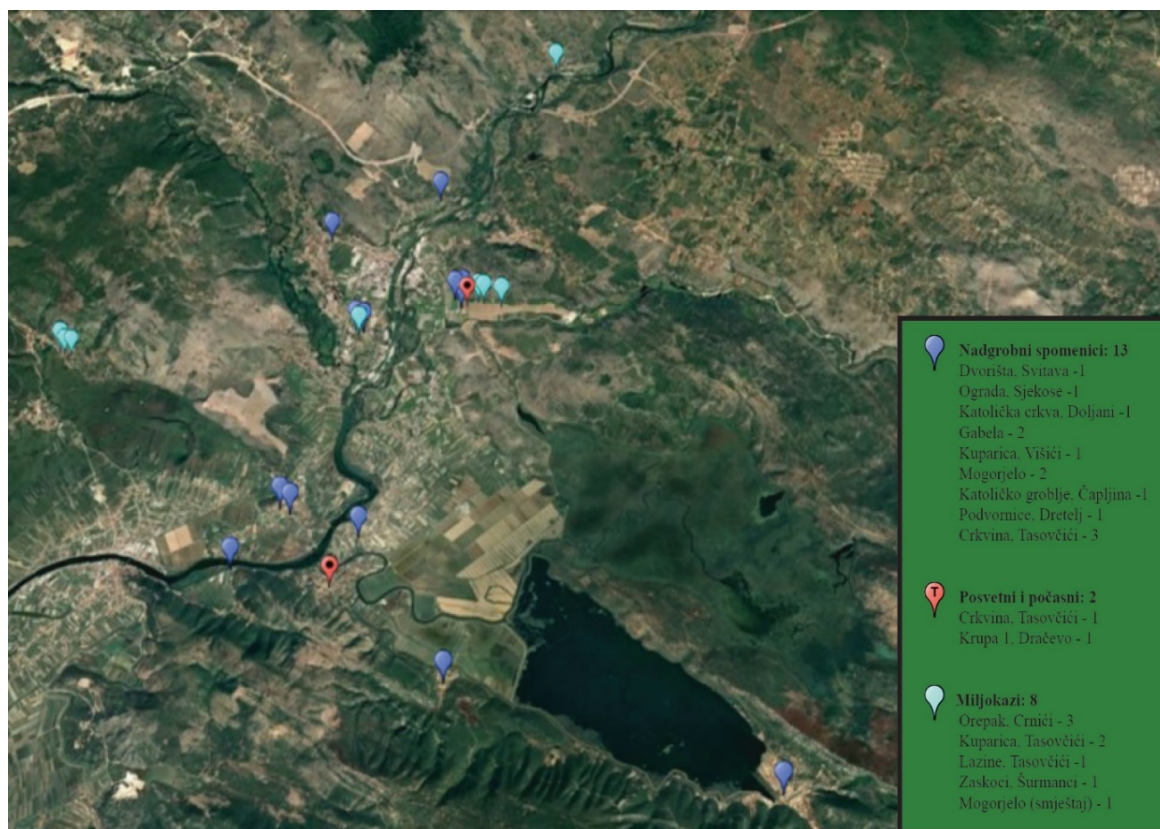 Nadgrobni spomenici: 13
Dvorišta, Svitava -1
Ograda, Sjekose -1
Katolička crkva, Doljani -1
Gabela - 2
Kuparica, Višići - 1
Mogorjelo - 2
Katoličko groblje, Čapljina -1
Podvornice, Dretelj - 1
Crkvina, Tasovčići - 3
T
Posvetni i počasni: 2
Crkvina, Tasovčići - 1
Krupa 1, Dračevo - 1
Miljokazi: 8
Orepak, Crnići - 3
Kuparica, Tasovčići - 2
Lazine, Tasovčići -1
Zaskoci, Šurmanci - 1
Mogorjelo (smještaj) - 1